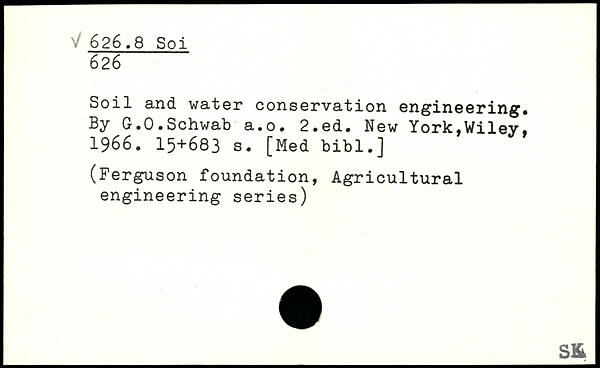 √ 626.8 Soi
626
Soil and water conservation engineering.
By G.O.Schwab a.o. 2.ed. New York,Wiley,
1966. 15+683 s. [Med bibl.]
(Ferguson foundation, Agricultural
engineering series)
SK